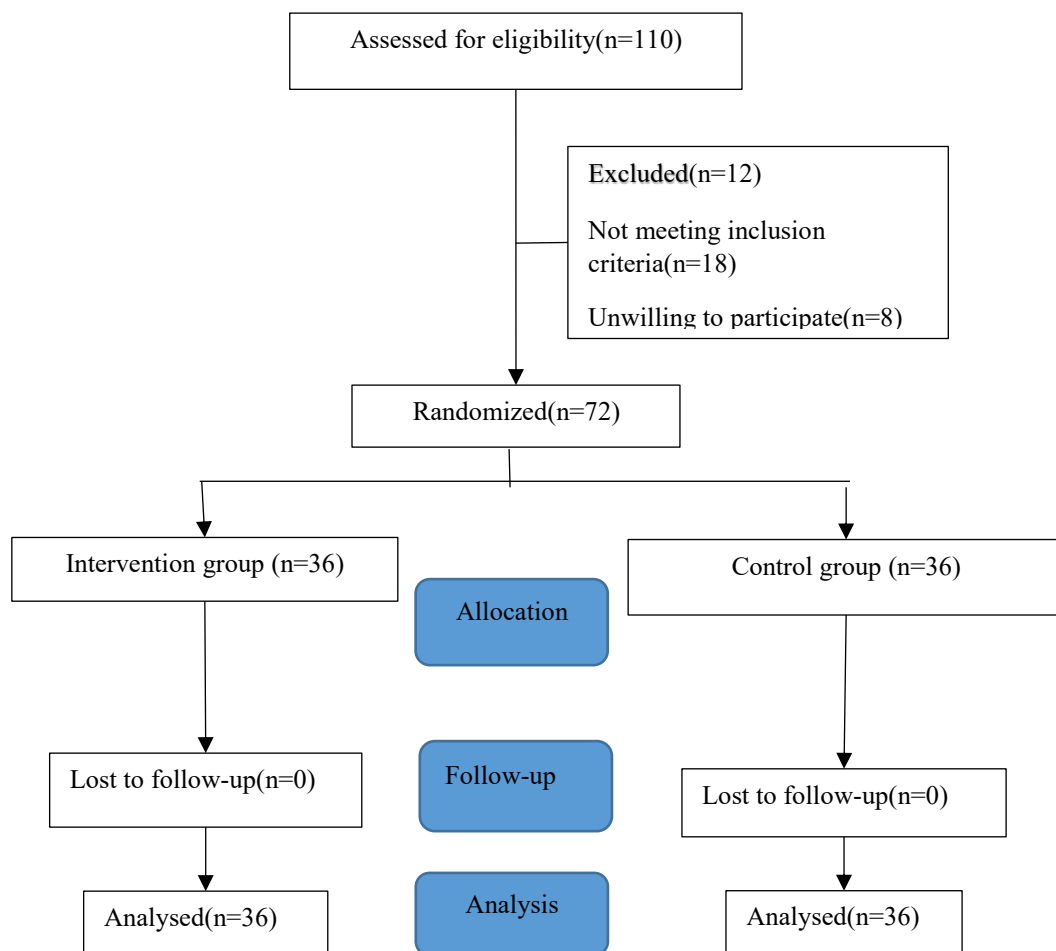 Assessed for eligibility(n=110)
Excluded(n=12)
Not meeting inclusion
criteria(n=18)
Unwilling to participate(n=8)
Randomized(n=72)
Intervention group (n=36)
Control group (n=36)
Allocation
Lost to follow-up(n=0)
Follow-up
Lost to follow-up(n=0)
Analysed(n=36)
Analysis
Analysed(n=36)